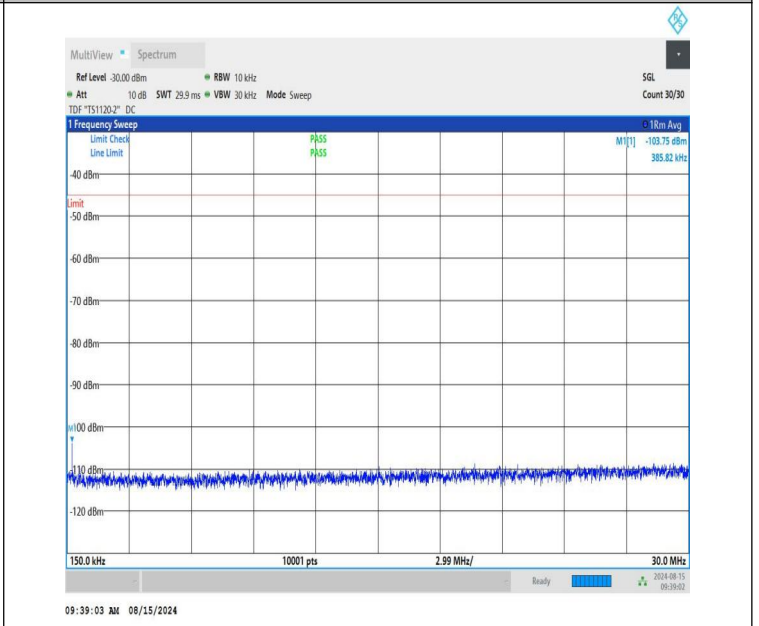 R&S
MultiView Spectrum
Ref Level -30.00 dBm RBW 10 kHz SGL
Att 10 dB SWT 29.9 ms VBW 30 kHz Mode Sweep Count 30/30
TDF "TS1120-2" DC
1 Frequency Sweep 1Rm Avg
Limit Check PASS M1[1] -103.75 dBm
Line Limit PASS 385.82 kHz
-40 dBm
Limit
-50 dBm
-60 dBm
-70 dBm
-80 dBm
-90 dBm
M1
-100 dBm
-110 dBm
-120 dBm
150.0 kHz 10001 pts 2.99 MHz/ 30.0 MHz
Ready 2024-08-15
09:39:02
09:39:03 AM 08/15/2024